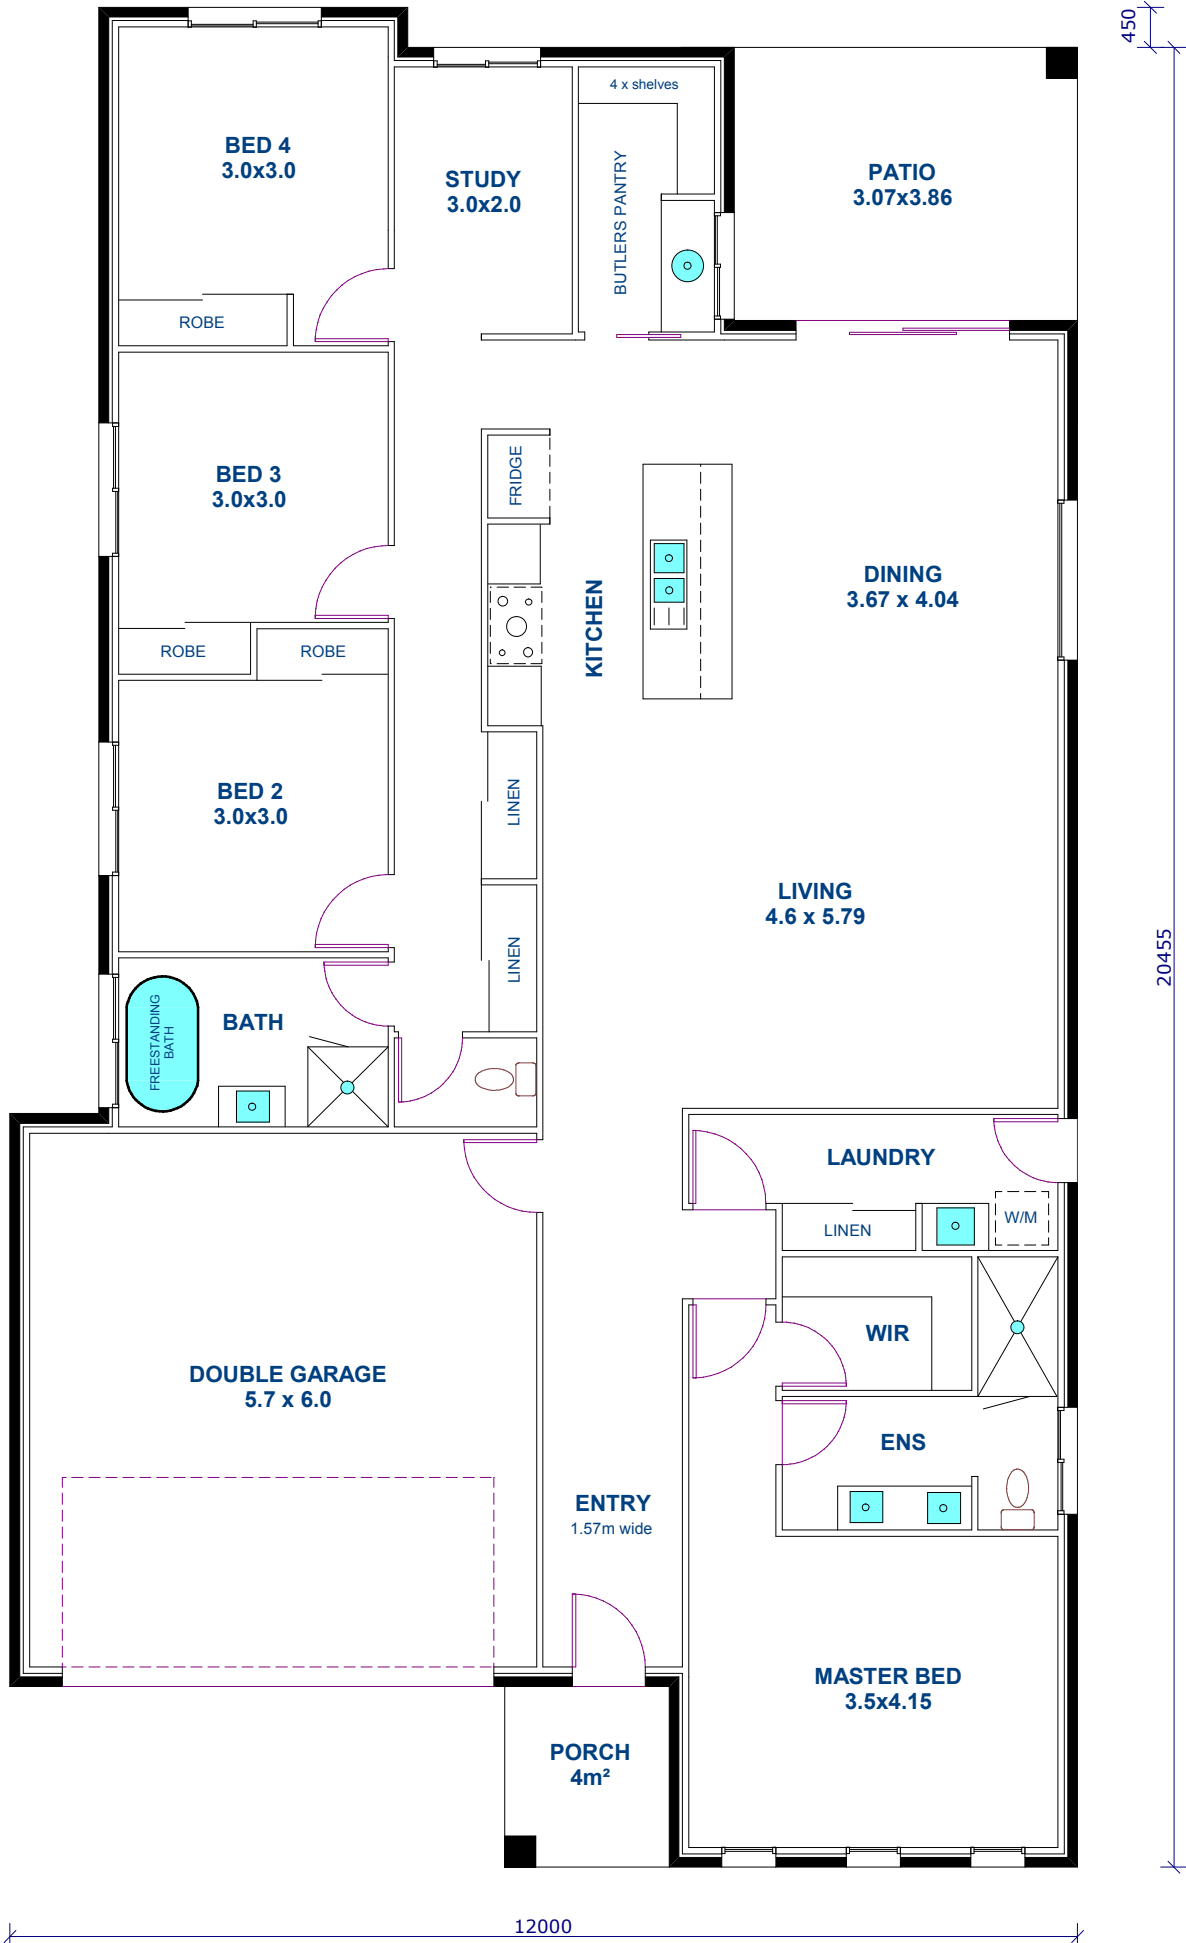 450
4 x shelves
BED 4
3.0x3.0
STUDY
3.0x2.0
BUTLERS PANTRY
PATIO
3.07x3.86
ROBE
BED 3
3.0x3.0
FRIDGE
KITCHEN
DINING
3.67 x 4.04
ROBE
ROBE
BED 2
3.0x3.0
LINEN
LIVING
4.6 x 5.79
20455
LINEN
BATH
FREESTANDING
BATH
LAUNDRY
LINEN
W/M
WIR
DOUBLE GARAGE
5.7 x 6.0
ENS
ENTRY
1.57m wide
MASTER BED
3.5x4.15
PORCH
4m²
12000